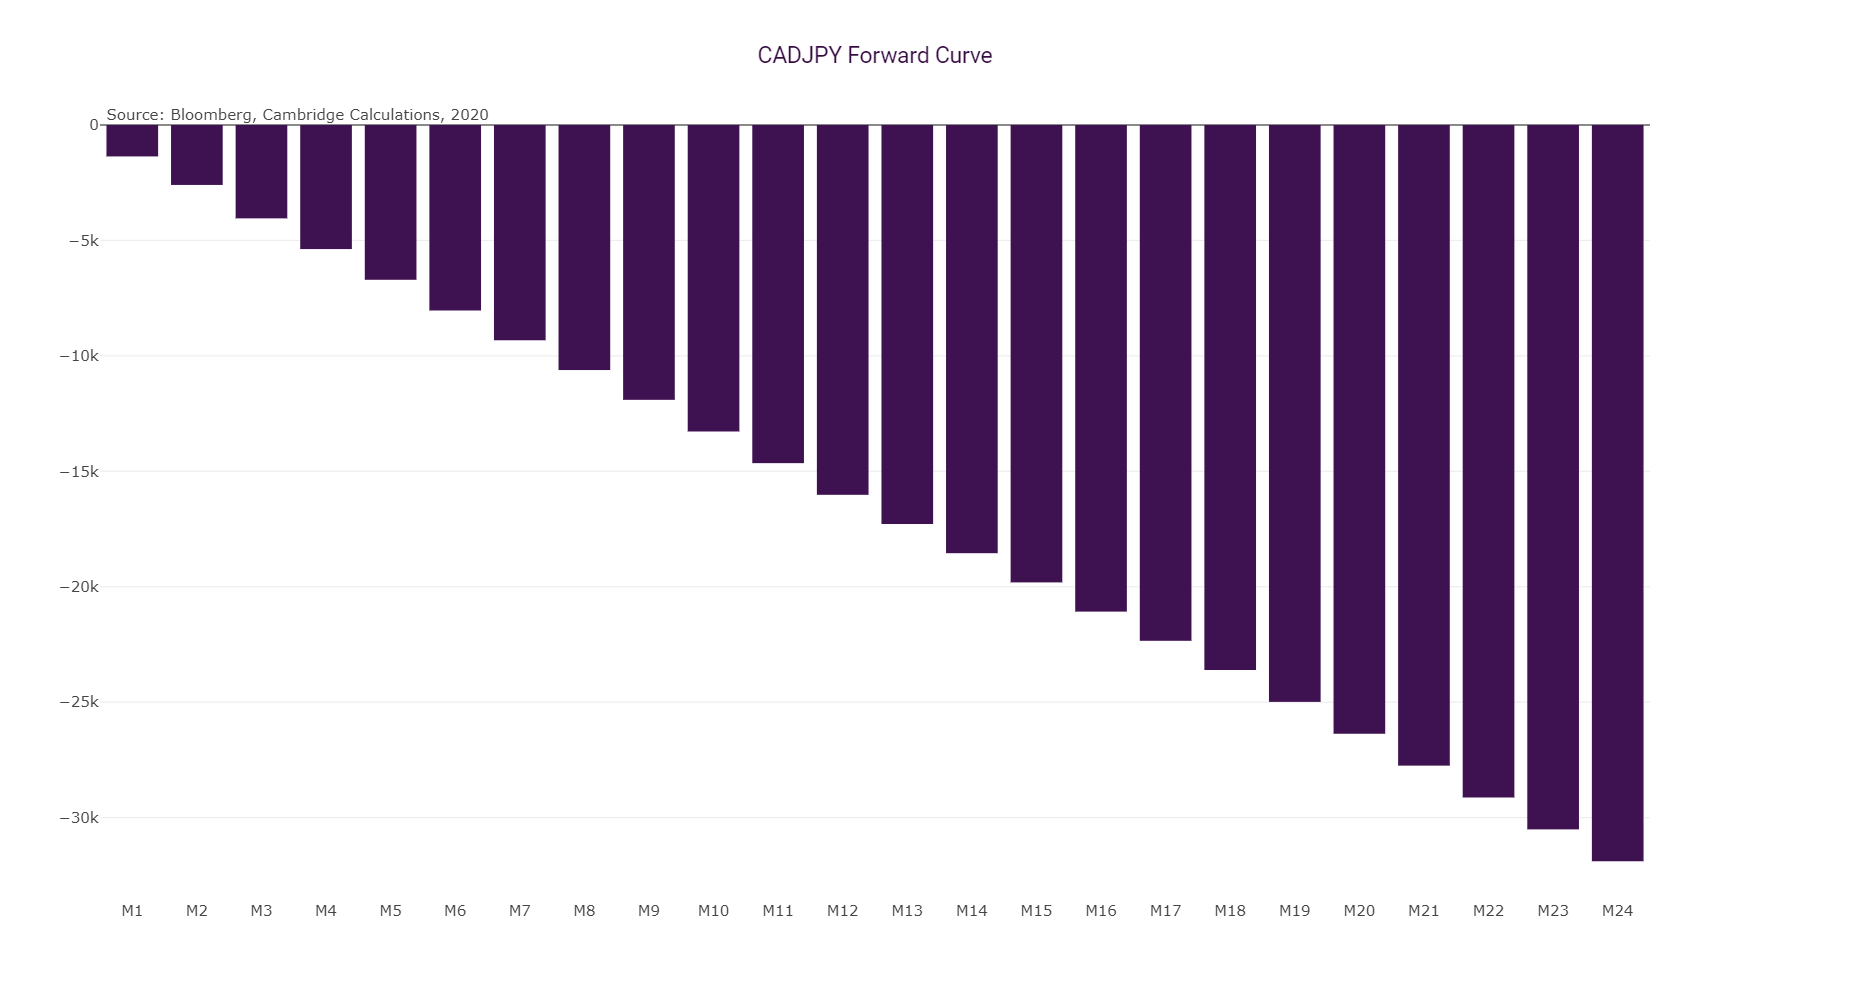 CADJPY Forward Curve
Source: Bloomberg, Cambridge Calculations, 2020
0
−5k
−10k
−15k
−20k
−25k
−30k
M1 M2 M3 M4 M5 M6 M7 M8 M9 M10 M11 M12 M13 M14 M15 M16 M17 M18 M19 M20 M21 M22 M23 M24